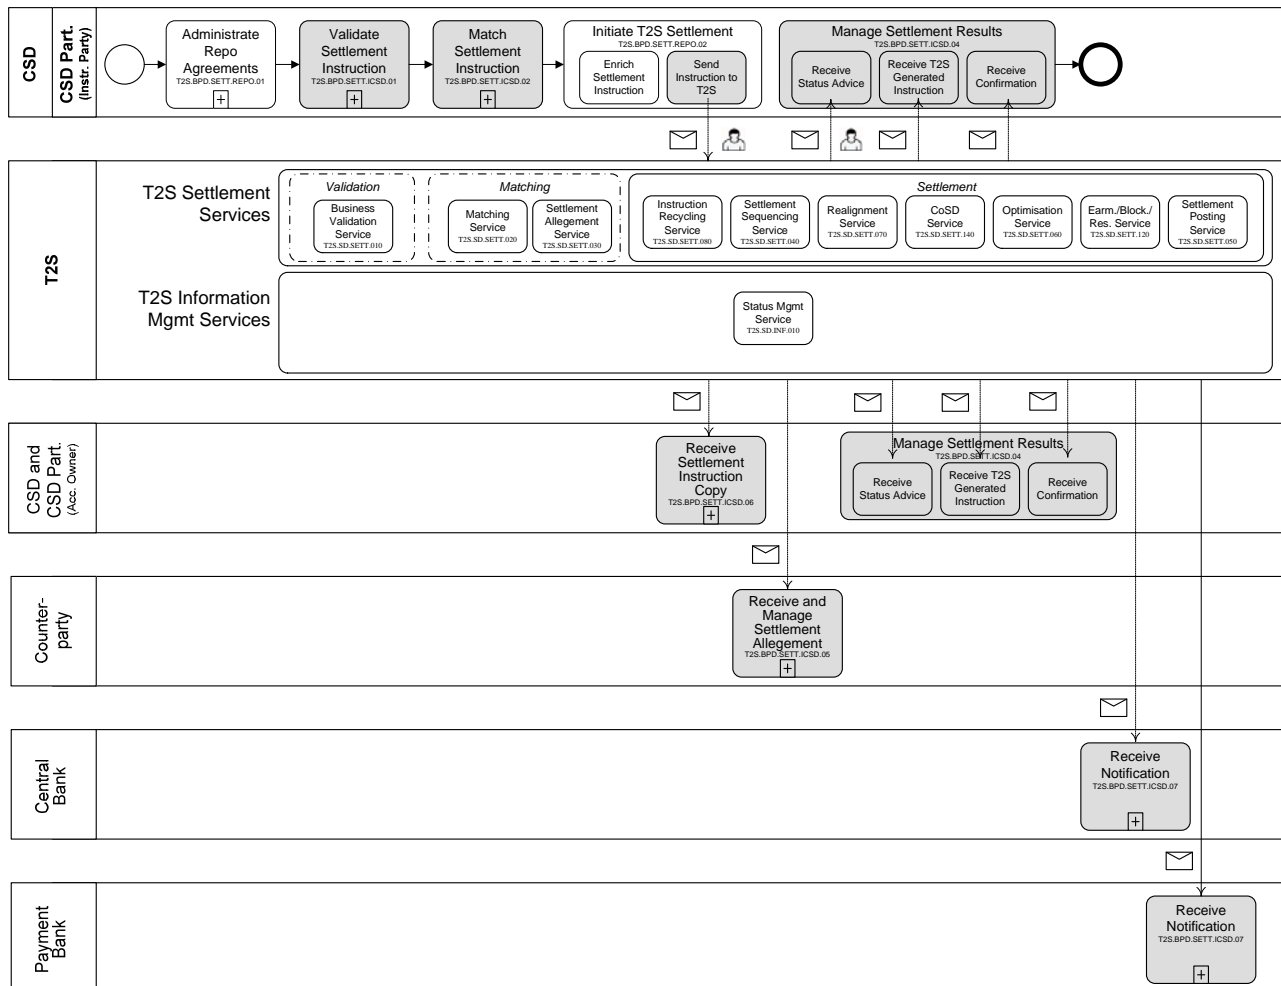 CSD
CSD Part.
(Instr. Party)
Administrate
Repo
Agreements
T2S.BPD.SETT.REPO.01
+
Validate
Settlement
Instruction
T2S.BPD.SETT.ICSD.01
+
Match
Settlement
Instruction
T2S.BPD.SETT.ICSD.02
+
Initiate T2S Settlement
T2S.BPD.SETT.REPO.02
Enrich
Settlement
Instruction
Send
Instruction to
T2S
Manage Settlement Results
T2S.BPD.SETT.ICSD.04
Receive
Status Advice
Receive T2S
Generated
Instruction
Receive
Confirmation
T2S
T2S Settlement
Services
Validation
Business
Validation
Service
T2S.SD.SETT.010
Matching
Matching
Service
T2S.SD.SETT.020
Settlement
Allegement
Service
T2S.SD.SETT.030
Settlement
Instruction
Recycling
Service
T2S.SD.SETT.080
Settlement
Sequencing
Service
T2S.SD.SETT.040
Realignment
Service
T2S.SD.SETT.070
CoSD
Service
T2S.SD.SETT.140
Optimisation
Service
T2S.SD.SETT.060
Earm./Block./
Res. Service
T2S.SD.SETT.120
Settlement
Posting
Service
T2S.SD.SETT.050
T2S Information
Mgmt Services
Status Mgmt
Service
T2S.SD.INF.010
CSD and
CSD Part.
(Acc. Owner)
Receive
Settlement
Instruction
Copy
T2S.BPD.SETT.ICSD.06
+
Manage Settlement Results
T2S.BPD.SETT.ICSD.04
Receive
Status Advice
Receive T2S
Generated
Instruction
Receive
Confirmation
Counter-
party
Receive and
Manage
Settlement
Allegement
T2S.BPD.SETT.ICSD.05
+
Central
Bank
Receive
Notification
T2S.BPD.SETT.ICSD.07
+
Payment
Bank
Receive
Notification
T2S.BPD.SETT.ICSD.07
+